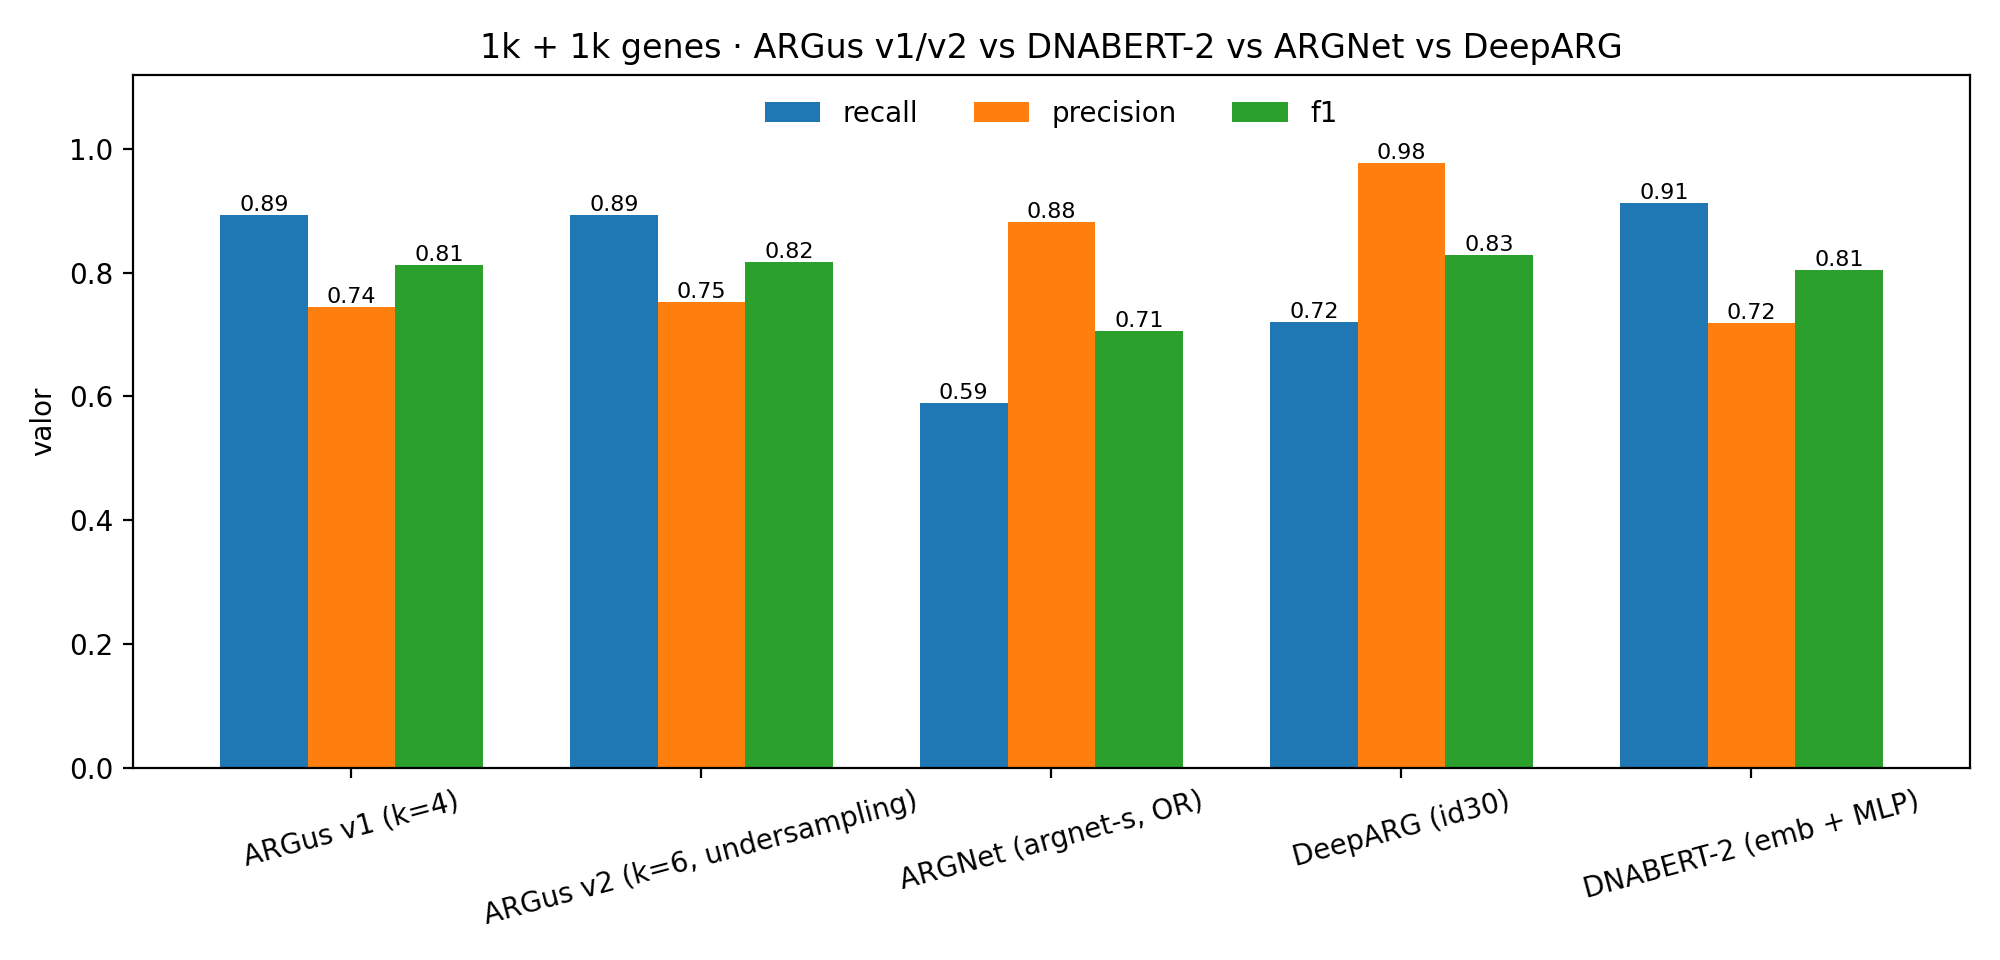 1k + 1k genes · ARGus v1/v2 vs DNABERT-2 vs ARGNet vs DeepARG
recall precision f1
valor
1.0
0.8
0.6
0.4
0.2
0.0
0.89 0.74 0.81
0.89 0.75 0.82
0.59 0.88 0.71
0.72 0.98 0.83
0.91 0.72 0.81
ARGus v1 (k=4)
ARGus v2 (k=6, undersampling)
ARGNet (argnet-s, OR)
DeepARG (id30)
DNABERT-2 (emb + MLP)